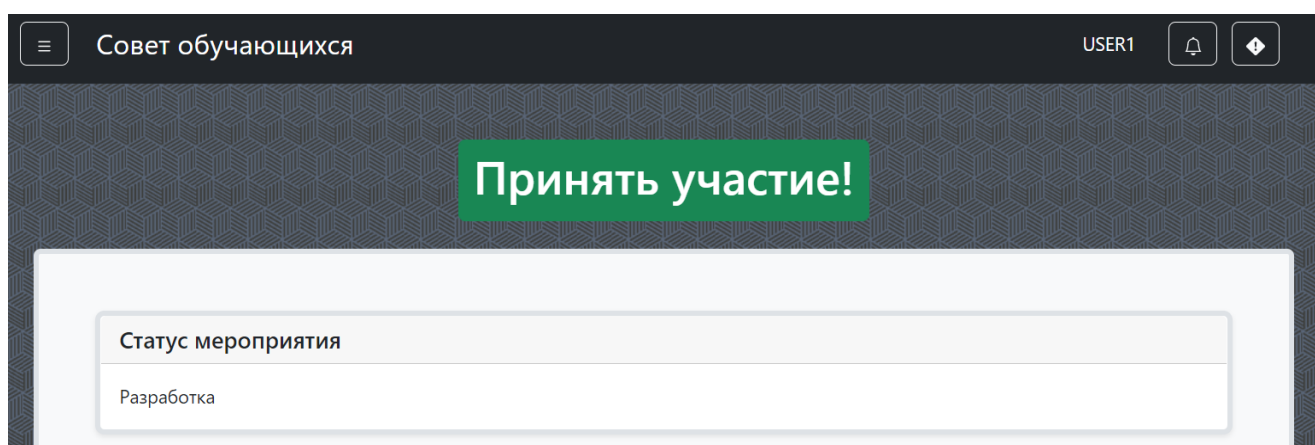 Совет обучающихся
USER1
Принять участие!
Статус мероприятия
Разработка